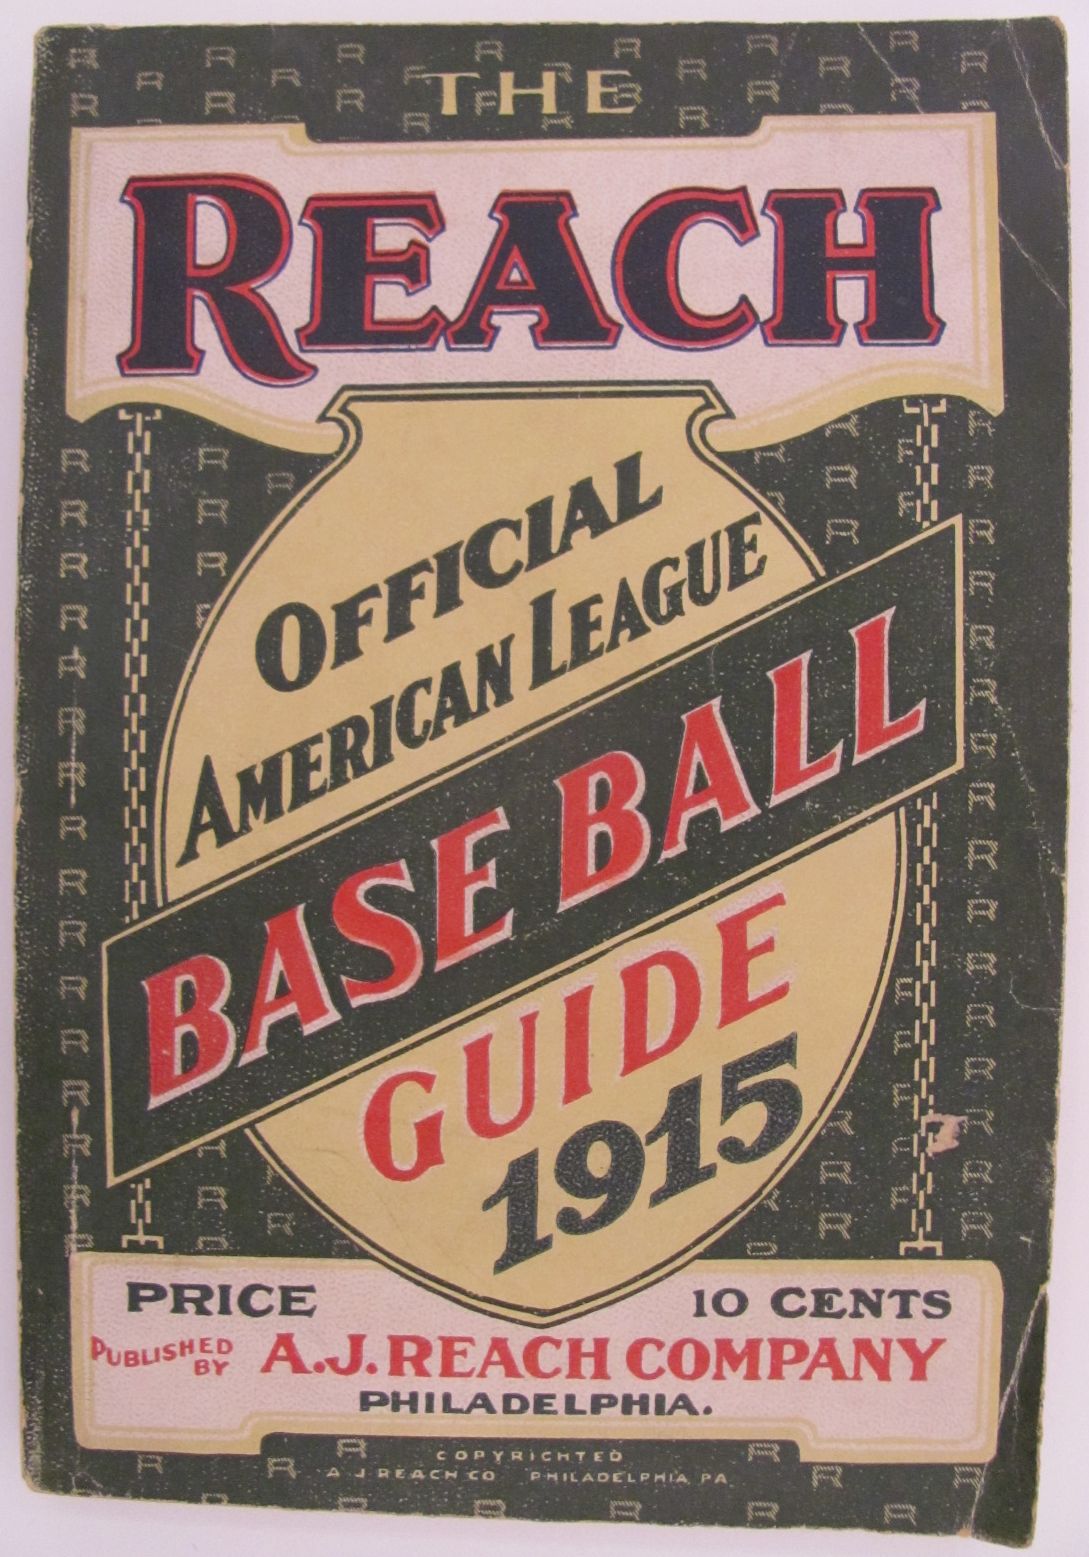 THE
REACH
OFFICIAL
AMERICAN LEAGUE
BASE BALL
GUIDE
1915
PRICE 10 CENTS
PUBLISHED BY A.J. REACH COMPANY
PHILADELPHIA.
COPYRIGHTED
A J REACH CO PHILADELPHIA PA